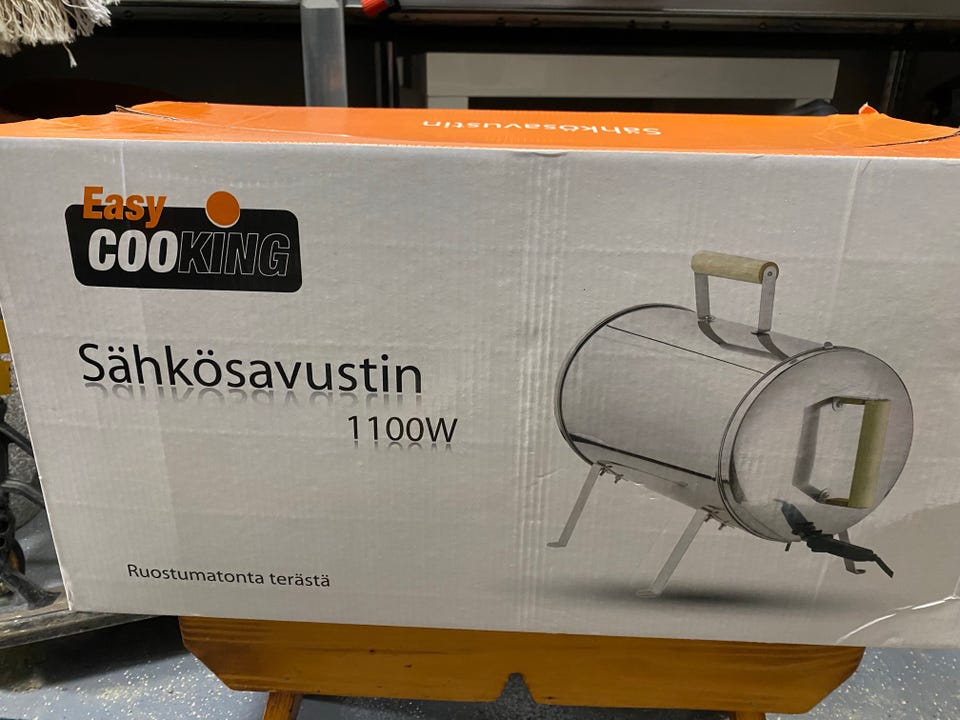 Sähkösavustin
Easy
COOKING
Sähkösavustin
1100W
Ruostumatonta terästä